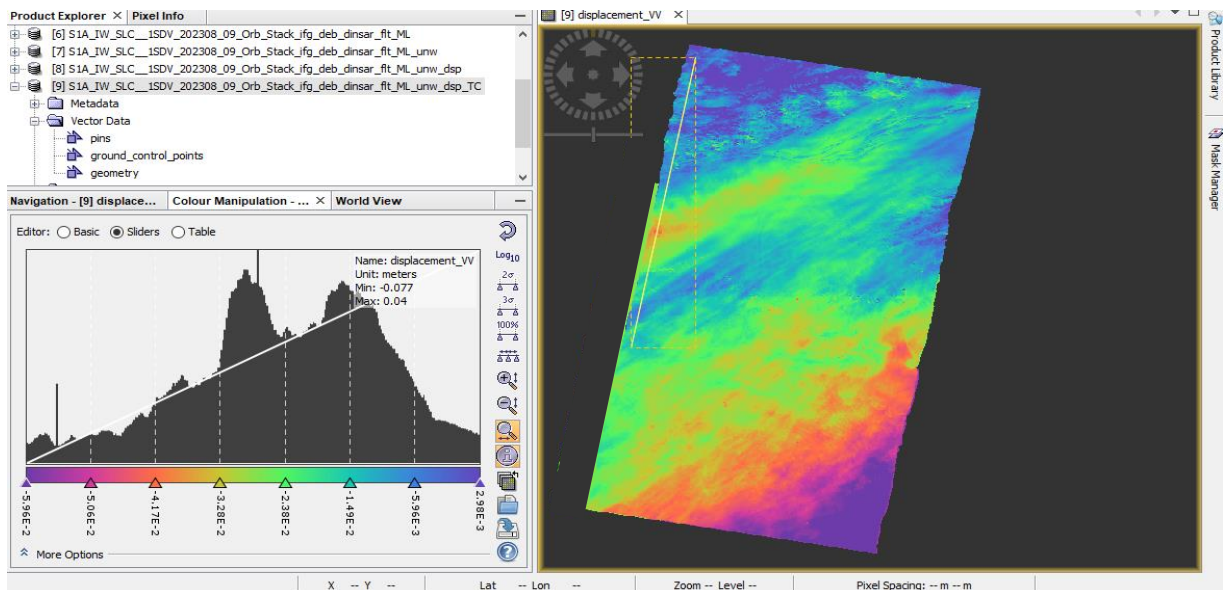 Product Explorer × Pixel Info
[6] S1A_IW_SLC__1SDV_202308_09_Orb_Stack_ifg_deb_dinsar_flt_ML
[7] S1A_IW_SLC__1SDV_202308_09_Orb_Stack_ifg_deb_dinsar_flt_ML_unw
[8] S1A_IW_SLC__1SDV_202308_09_Orb_Stack_ifg_deb_dinsar_flt_ML_unw_dsp
[9] S1A_IW_SLC__1SDV_202308_09_Orb_Stack_ifg_deb_dinsar_flt_ML_unw_dsp_TC
Metadata
Vector Data
pins
ground_control_points
geometry
Navigation - [9] displace... Colour Manipulation - ... × World View
Editor: Basic Sliders Table
Name: displacement_VV
Unit: meters
Min: -0.077
Max: 0.04
Log10
2σ
3σ
100%
-5.96E-2
-5.06E-2
-4.17E-2
-3.28E-2
-2.38E-2
-1.49E-2
-5.96E-3
2.98E-3
More Options
[9] displacement_VV ×
Product Library
Mask Manager
X -- Y -- Lat -- Lon -- Zoom -- Level -- Pixel Spacing: -- m -- m